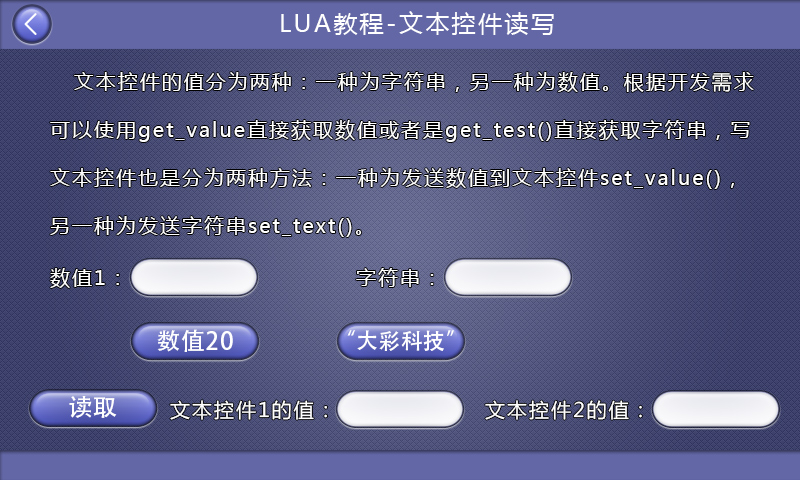 LUA教程-文本控件读写
文本控件的值分为两种：一种为字符串，另一种为数值。根据开发需求
可以使用get_value直接获取数值或者是get_test()直接获取字符串，写
文本控件也是分为两种方法：一种为发送数值到文本控件set_value()，
另一种为发送字符串set_text()。
数值1： 字符串：
数值20 “大彩科技”
读取 文本控件1的值： 文本控件2的值：